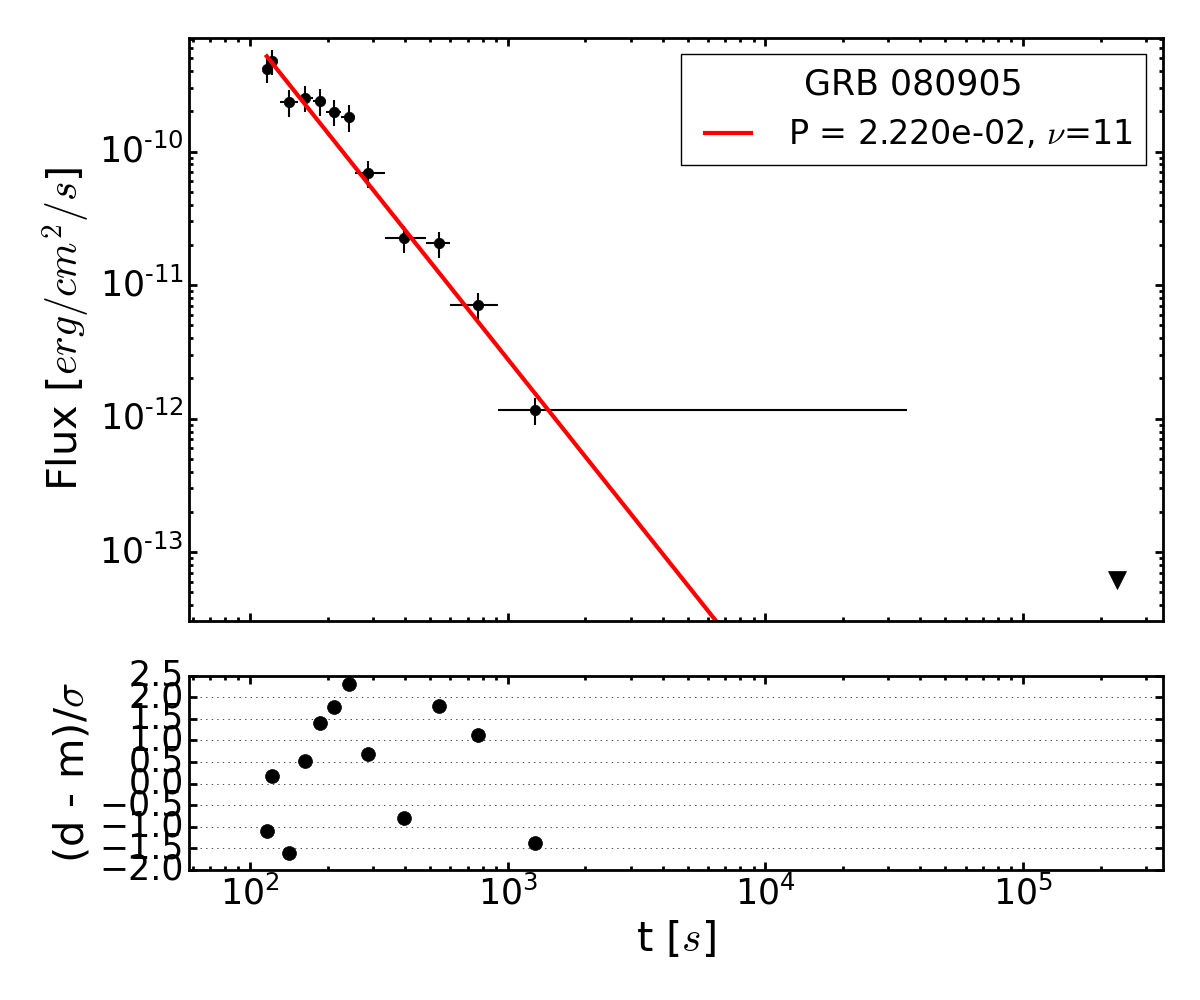 GRB 080905
P = 2.220e-02, ν=11
Flux [erg/cm²/s]
10⁻¹⁰
10⁻¹¹
10⁻¹²
10⁻¹³
(d - m)/σ
2.5
2.0
1.5
1.0
0.5
0.0
−0.5
−1.0
−1.5
−2.0
10² 10³ 10⁴ 10⁵
t [s]